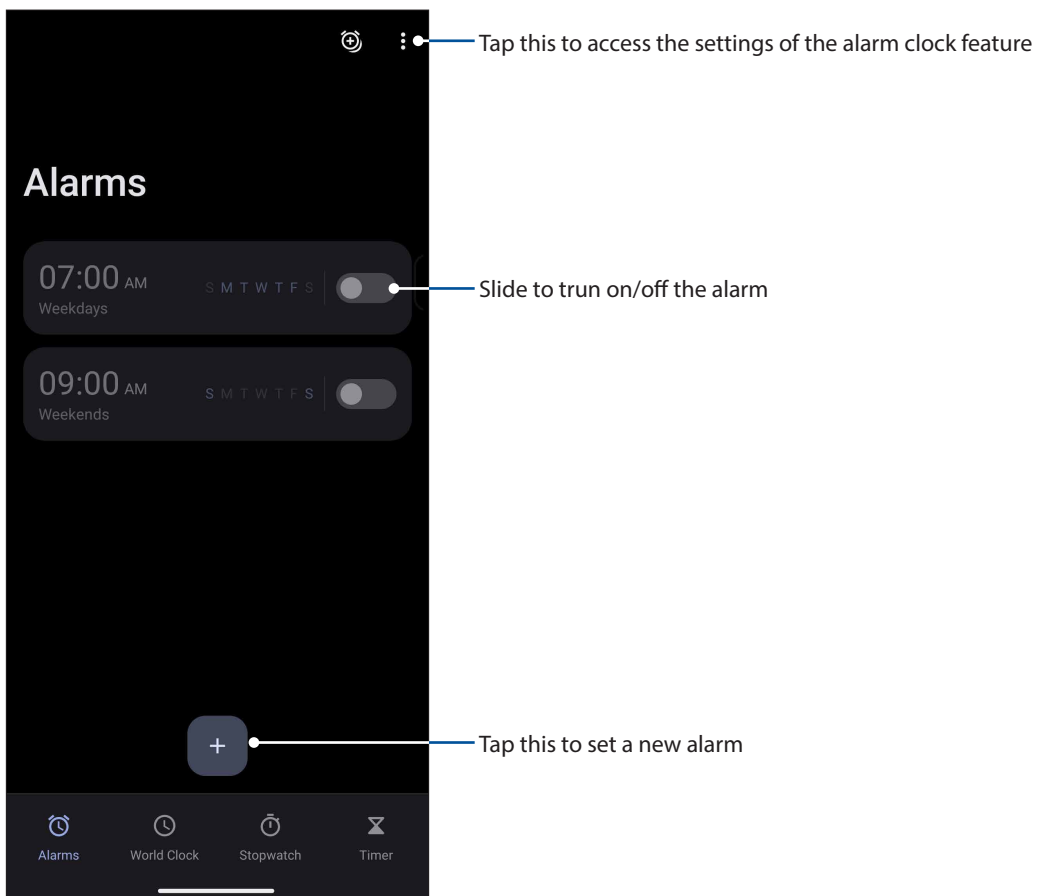 Tap this to access the settings of the alarm clock feature
Alarms
07:00 AM
S M T W T F S
Weekdays
Slide to trun on/off the alarm
09:00 AM
S M T W T F S
Weekends
+
Tap this to set a new alarm
Alarms
World Clock
Stopwatch
Timer